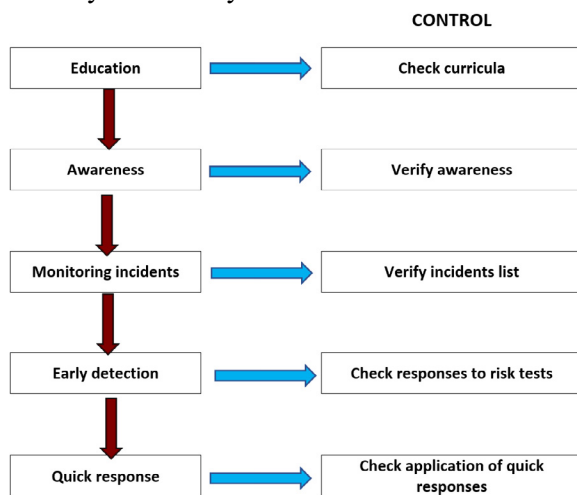 CONTROL
Education
Check curricula
Awareness
Verify awareness
Monitoring incidents
Verify incidents list
Early detection
Check responses to risk tests
Quick response
Check application of quick
responses